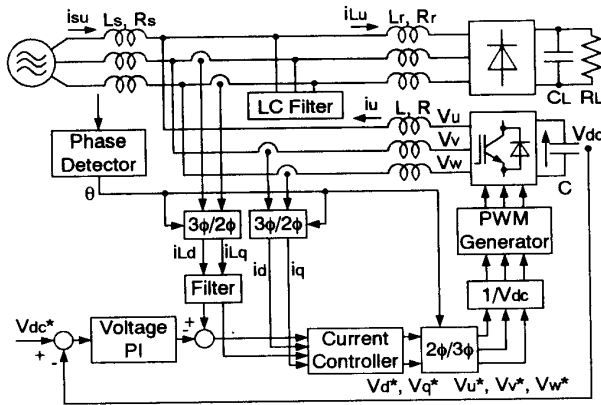 isu
Ls, Rs
iLu
Lr, Rr
CL RL
LC Filter
iu
L, R
Vu
Vv
Vw
Vdc
C
Phase
Detector
θ
3ϕ/2ϕ
3ϕ/2ϕ
PWM
Generator
iLd
iLq
id
iq
Filter
1/Vdc
Vdc*
+
-
Voltage
PI
-
+
Current
Controller
2ϕ/3ϕ
Vd*, Vq*
Vu*, Vv*, Vw*